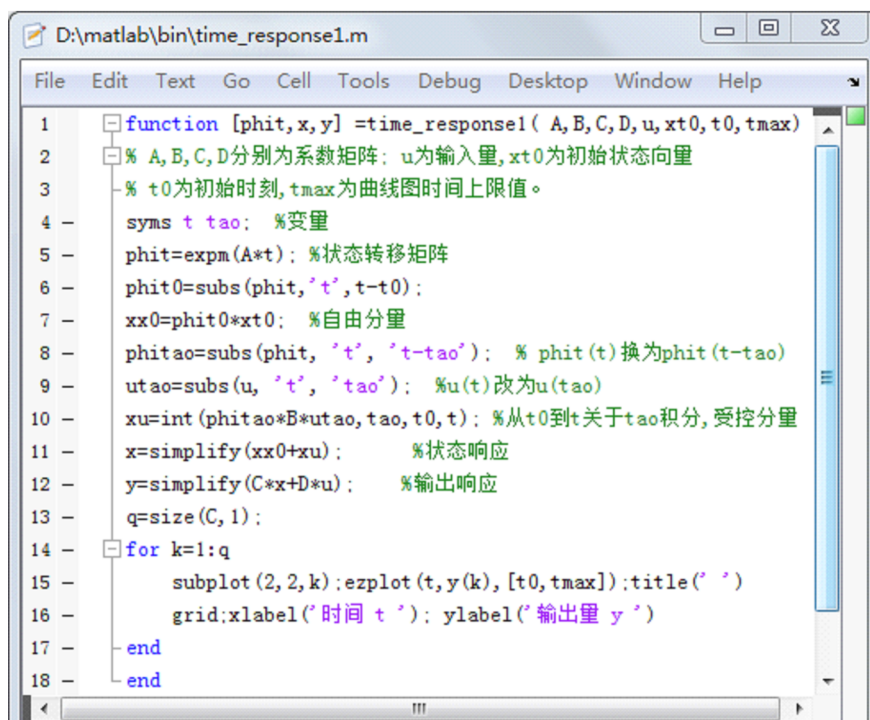 D:\matlab\bin\time_response1.m
File Edit Text Go Cell Tools Debug Desktop Window Help
1 function [phit,x,y] =time_response1( A,B,C,D,u,xt0,t0,tmax)
2 % A,B,C,D分别为系数矩阵; u为输入量,xt0为初始状态向量
3 % t0为初始时刻,tmax为曲线图时间上限值。
4 – syms t tao; %变量
5 – phit=expm(A*t); %状态转移矩阵
6 – phit0=subs(phit,'t',t-t0);
7 – xx0=phit0*xt0; %自由分量
8 – phitao=subs(phit, 't', 't-tao'); % phit(t)换为phit(t-tao)
9 – utao=subs(u, 't', 'tao'); %u(t)改为u(tao)
10 – xu=int(phitao*B*utao,tao,t0,t); %从t0到t关于tao积分,受控分量
11 – x=simplify(xx0+xu); %状态响应
12 – y=simplify(C*x+D*u); %输出响应
13 – q=size(C,1);
14 – for k=1:q
15 – subplot(2,2,k);ezplot(t,y(k),[t0,tmax]);title(' ')
16 – grid;xlabel('时间 t '); ylabel('输出量 y ')
17 – end
18 – end